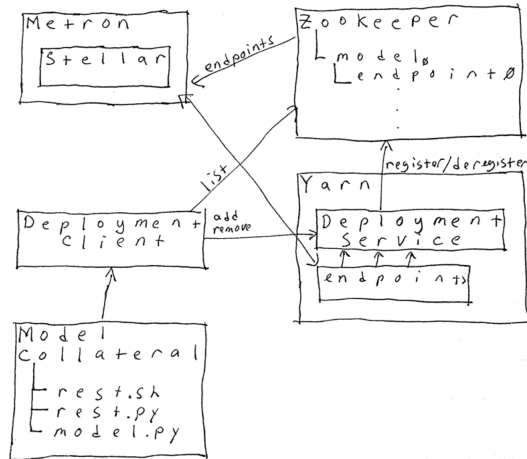 Metron
Stellar
endpoints
Zookeeper
model0
endpoint0
list
register/deregister
Yarn
Deployment
Service
endpoints
Deployment
Client
add
remove
Model
Collateral
rest.sh
rest.py
model.py